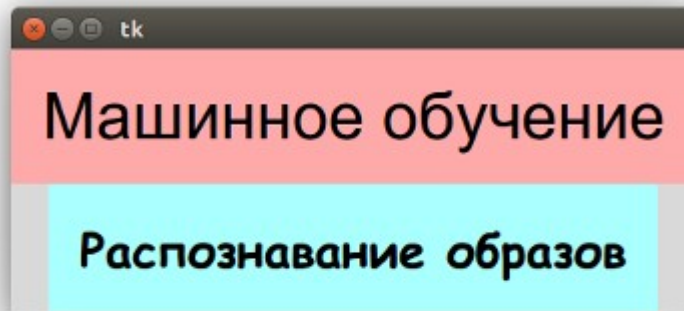 tk
Машинное обучение
Распознавание образов